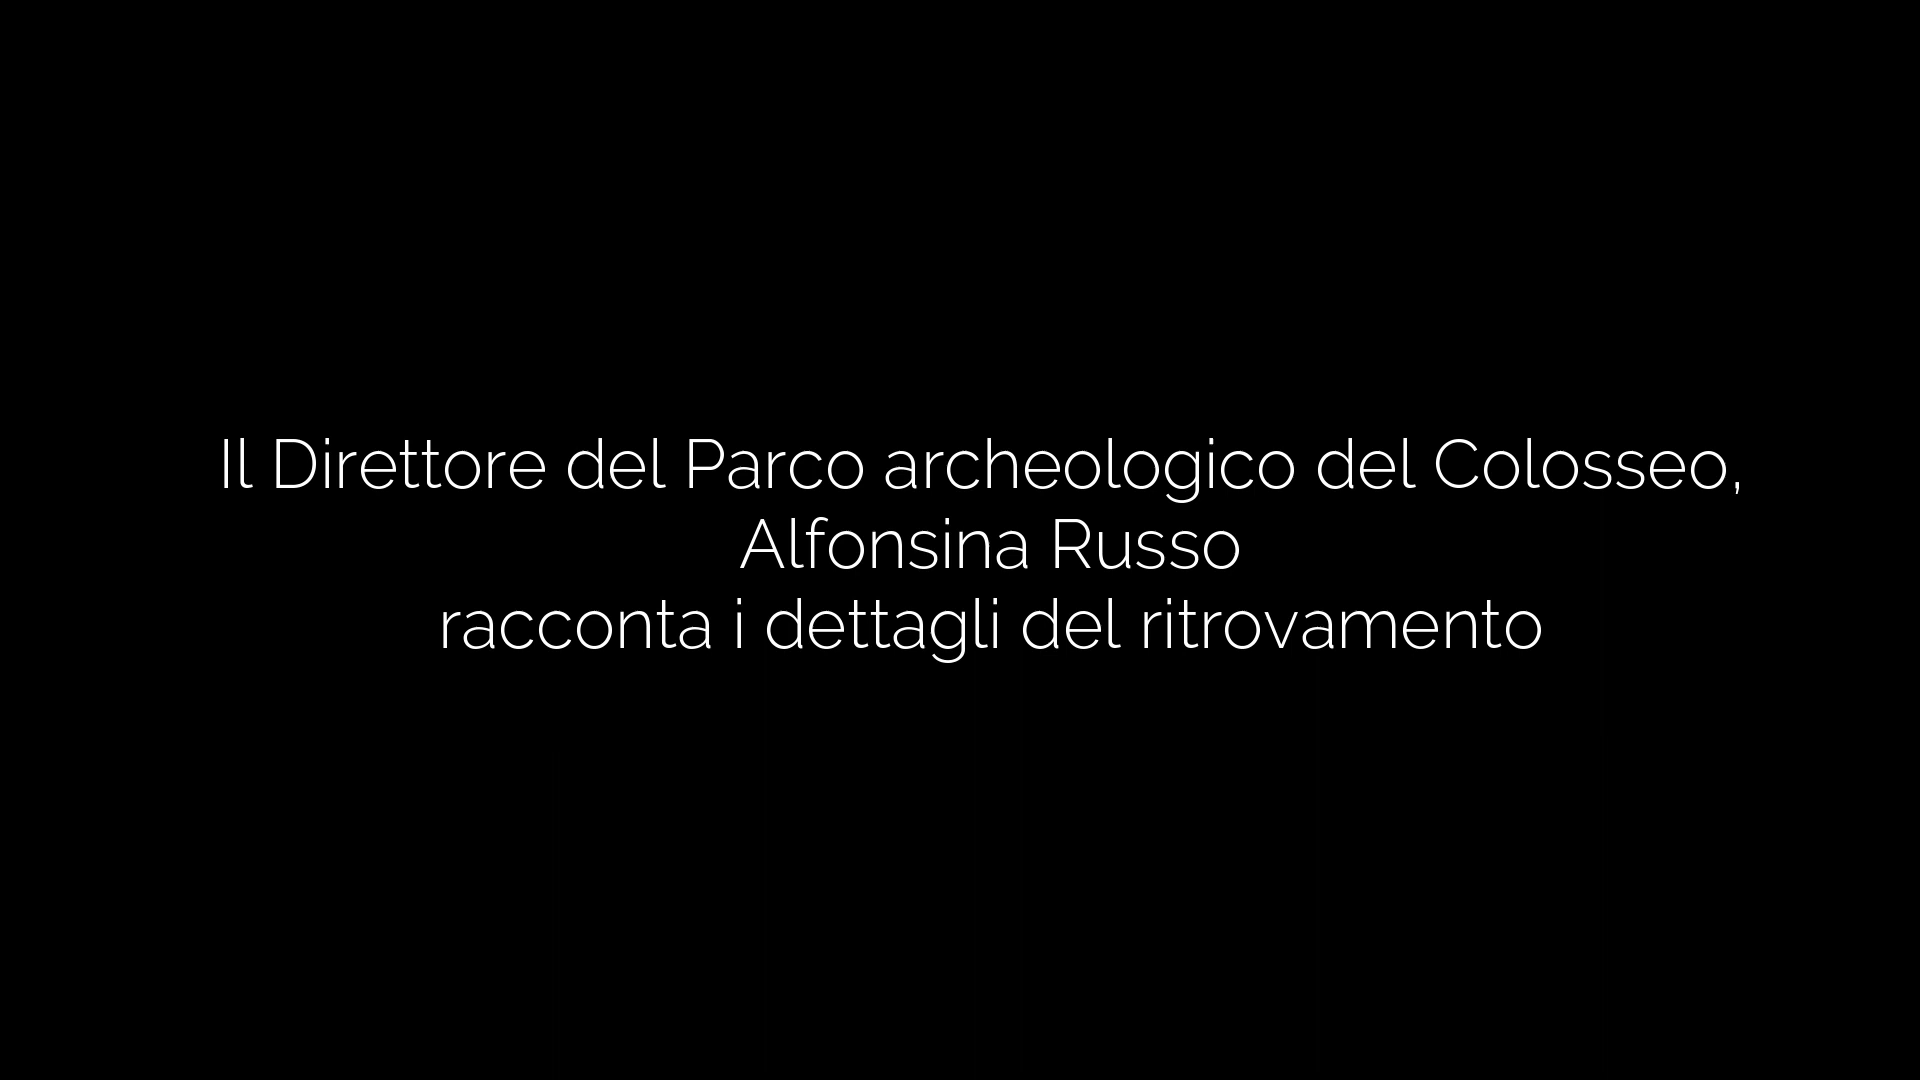 Il Direttore del Parco archeologico del Colosseo,
Alfonsina Russo
racconta i dettagli del ritrovamento